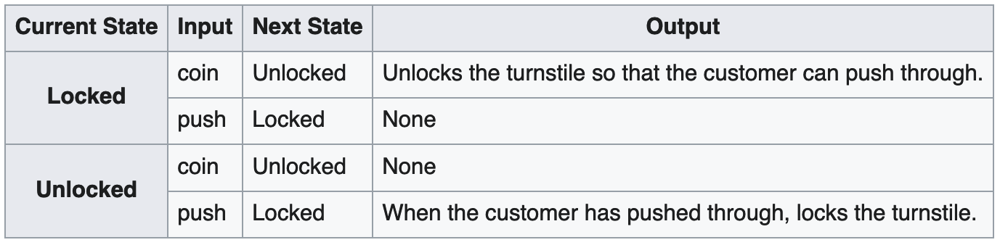 Current State Input Next State Output
Locked
coin Unlocked Unlocks the turnstile so that the customer can push through.
push Locked None
Unlocked
coin Unlocked None
push Locked When the customer has pushed through, locks the turnstile.